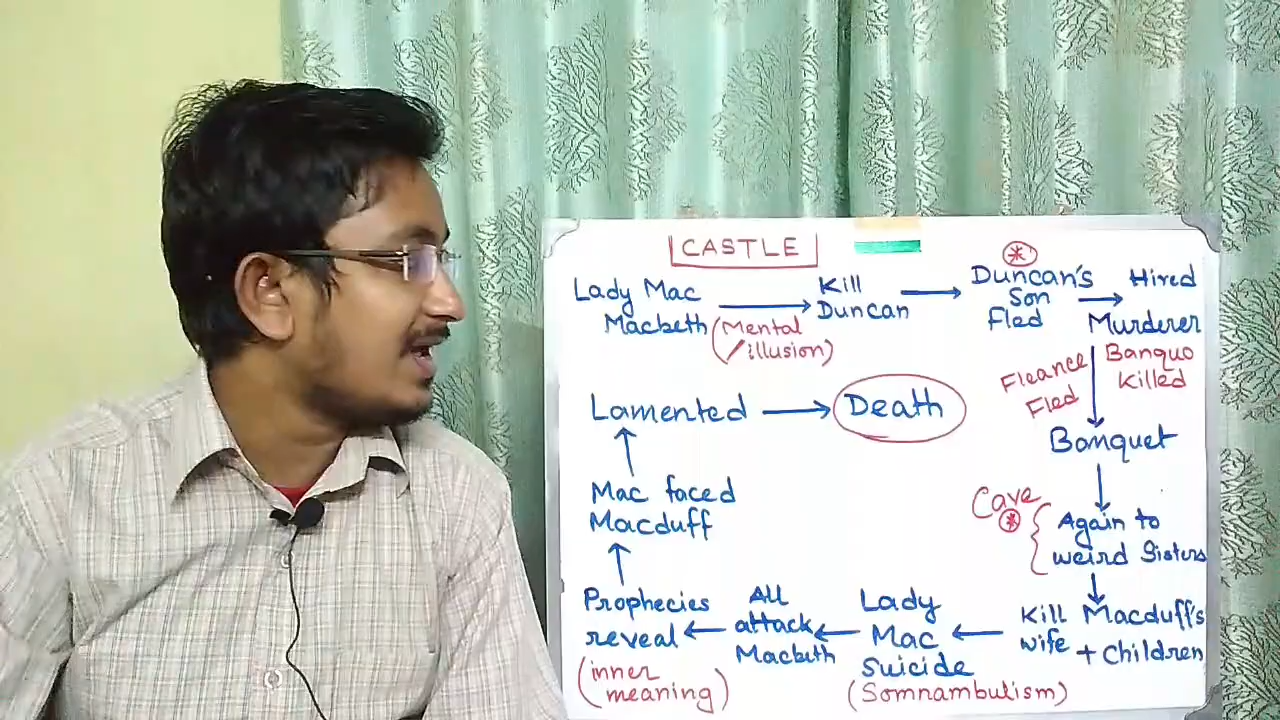 CASTLE
Lady Mac
Macbeth
(Mental
illusion)
Kill
Duncan
Duncan's
Son
Fled
Hired
Murderer
Fleance
Fled
Banquo
Killed
Banquet
Cave
Again to
weird Sisters
Kill Macduff's
wife + Children
Lady
Mac
Suicide
(Somnambulism)
All
attack
Macbeth
Prophecies
reveal
(inner
meaning)
Mac faced
Macduff
Lamented
Death